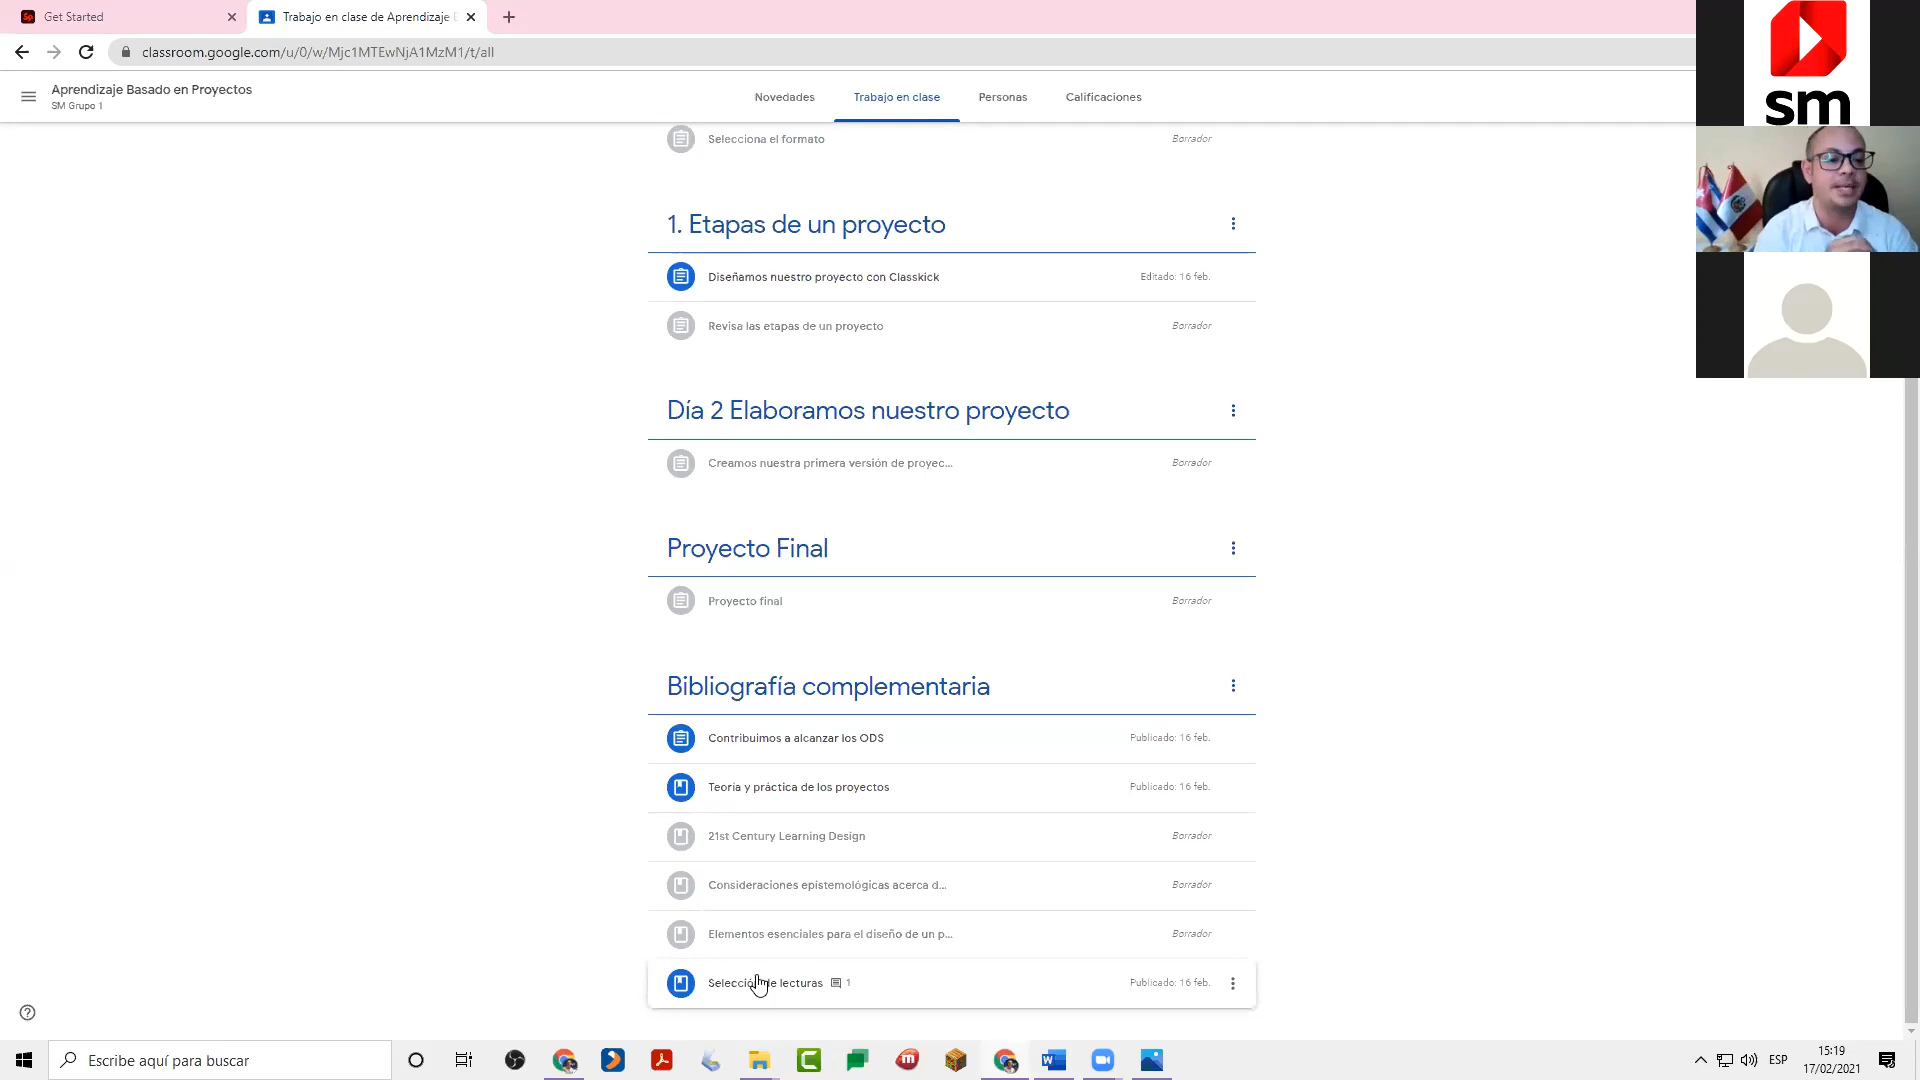 Get Started
Trabajo en clase de Aprendizaje
classroom.google.com/u/0/w/Mjc1MTEwNjA1MzM1/t/all
Aprendizaje Basado en Proyectos
SM Grupo 1
Novedades
Trabajo en clase
Personas
Calificaciones
sm
Selecciona el formato
Borrador
1. Etapas de un proyecto
Diseñamos nuestro proyecto con Classkick
Editado: 16 feb.
Revisa las etapas de un proyecto
Borrador
Día 2 Elaboramos nuestro proyecto
Creamos nuestra primera versión de proyec...
Borrador
Proyecto Final
Proyecto final
Borrador
Bibliografía complementaria
Contribuimos a alcanzar los ODS
Publicado: 16 feb.
Teoría y práctica de los proyectos
Publicado: 16 feb.
21st Century Learning Design
Borrador
Consideraciones epistemológicas acerca d...
Borrador
Elementos esenciales para el diseño de un p...
Borrador
Selección de lecturas
1
Publicado: 16 feb.
Escribe aquí para buscar
ESP
15:19
17/02/2021